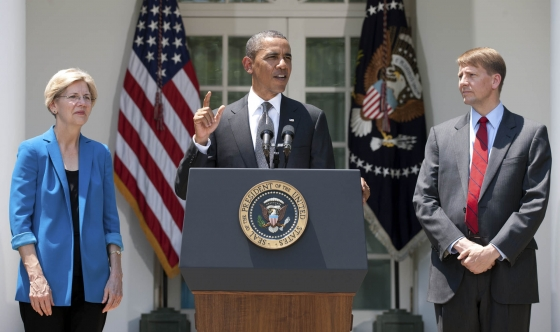 SEAL OF THE PRESIDENT OF THE UNITED STATES